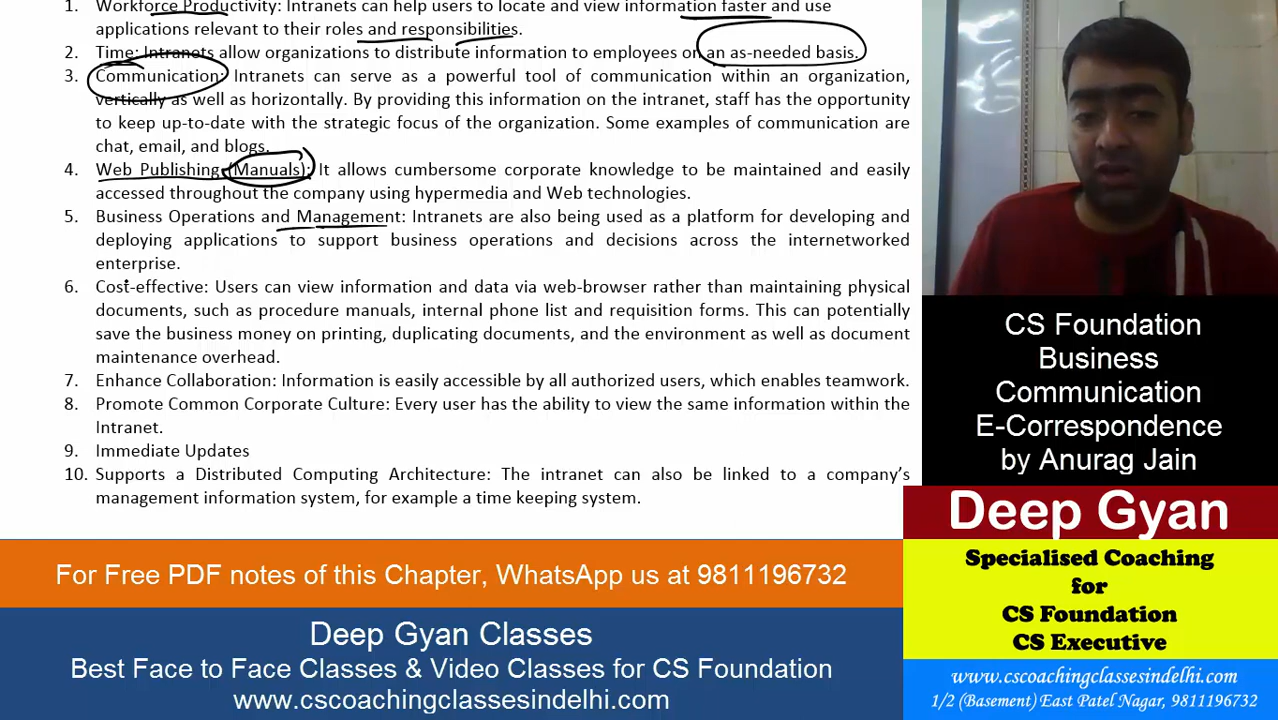 1. Workforce Productivity: Intranets can help users to locate and view information faster and use
applications relevant to their roles and responsibilities.
2. Time: Intranets allow organizations to distribute information to employees on an as-needed basis.
3. Communication: Intranets can serve as a powerful tool of communication within an organization,
vertically as well as horizontally. By providing this information on the intranet, staff has the opportunity
to keep up-to-date with the strategic focus of the organization. Some examples of communication are
chat, email, and blogs.
4. Web Publishing (Manuals): It allows cumbersome corporate knowledge to be maintained and easily
accessed throughout the company using hypermedia and Web technologies.
5. Business Operations and Management: Intranets are also being used as a platform for developing and
deploying applications to support business operations and decisions across the internetworked
enterprise.
6. Cost-effective: Users can view information and data via web-browser rather than maintaining physical
documents, such as procedure manuals, internal phone list and requisition forms. This can potentially
save the business money on printing, duplicating documents, and the environment as well as document
maintenance overhead.
7. Enhance Collaboration: Information is easily accessible by all authorized users, which enables teamwork.
8. Promote Common Corporate Culture: Every user has the ability to view the same information within the
Intranet.
9. Immediate Updates
10. Supports a Distributed Computing Architecture: The intranet can also be linked to a company's
management information system, for example a time keeping system.
CS Foundation
Business
Communication
E-Correspondence
by Anurag Jain
Deep Gyan
Specialised Coaching
for
CS Foundation
CS Executive
www.cscoachingclassesindelhi.com
1/2 (Basement) East Patel Nagar, 9811196732
For Free PDF notes of this Chapter, WhatsApp us at 9811196732
Deep Gyan Classes
Best Face to Face Classes & Video Classes for CS Foundation
www.cscoachingclassesindelhi.com